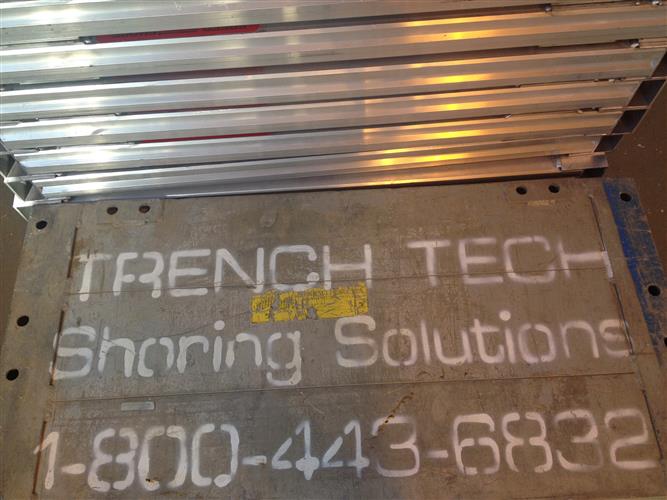 TRENCH TECH
Shoring Solutions
1-800-443-6832